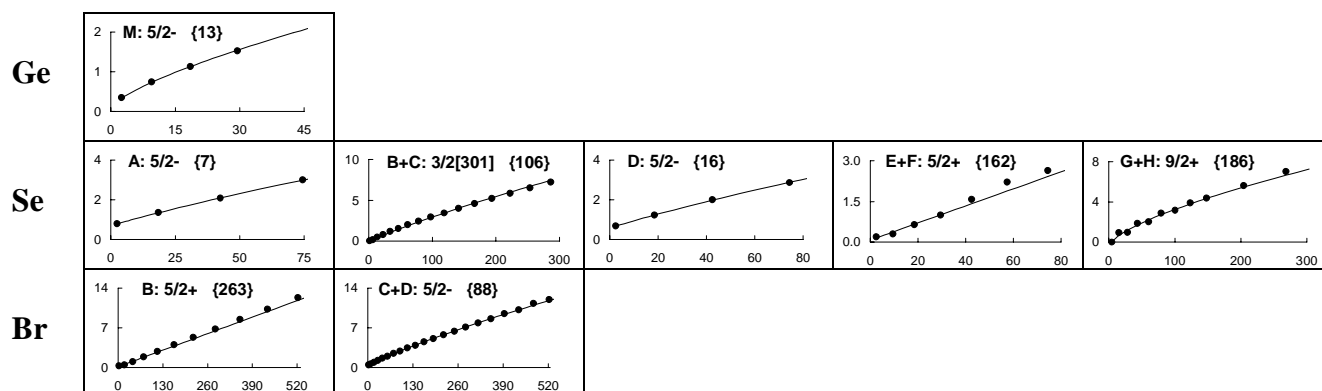 Ge
M: 5/2- {13}
2
1
0
0 15 30 45
Se
A: 5/2- {7}
4
2
0
0 25 50 75
B+C: 3/2[301] {106}
10
5
0
0 100 200 300
D: 5/2- {16}
4
2
0
0 20 40 60 80
E+F: 5/2+ {162}
3.0
1.5
0.0
0 20 40 60 80
G+H: 9/2+ {186}
8
4
0
0 100 200 300
Br
B: 5/2+ {263}
14
7
0
0 130 260 390 520
C+D: 5/2- {88}
14
7
0
0 130 260 390 520